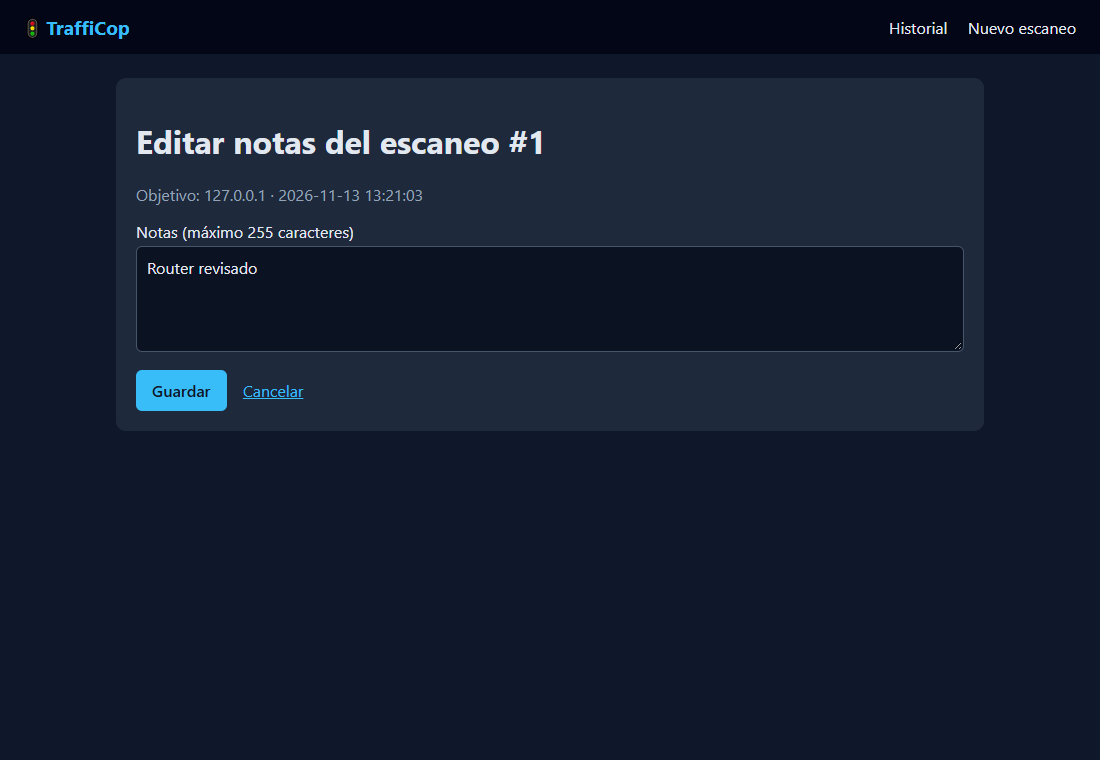 TraffiCop
Historial
Nuevo escaneo
Editar notas del escaneo #1
Objetivo: 127.0.0.1 · 2026-11-13 13:21:03
Notas (máximo 255 caracteres)
Router revisado
Guardar
Cancelar